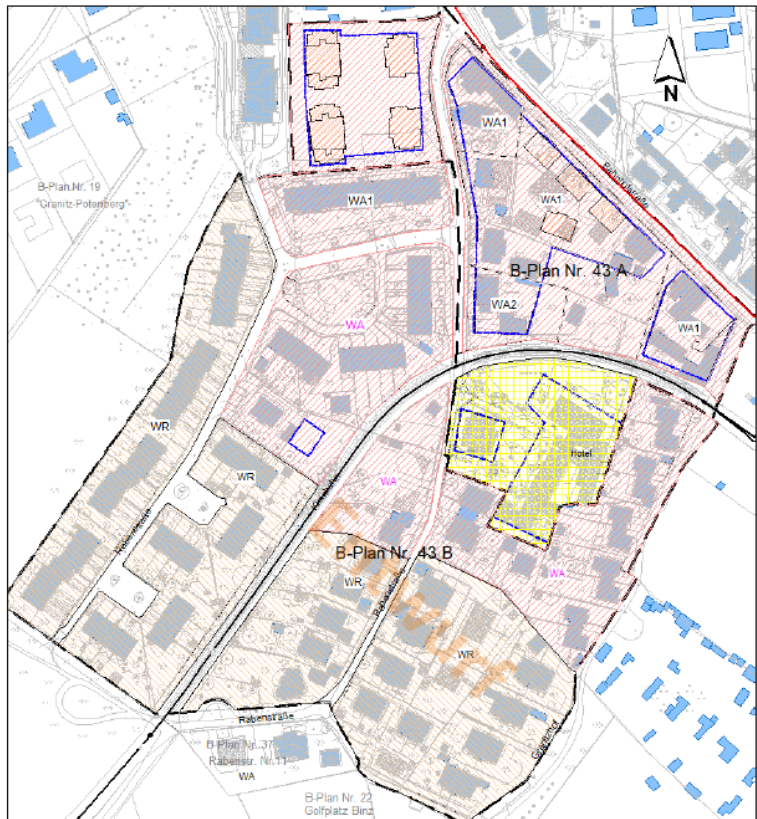 N
WA1
B-Plan Nr. 19
"Granitz-Potenberg"
WA1
WA1
B-Plan Nr. 43 A
WA2
WA
WA1
WR
WR
Hotel
WA
B-Plan Nr. 43 B
Entwurf
WA
WR
WR
Rabenstraße
B-Plan Nr. 37
Rabenstr. Nr.11
WA
B-Plan Nr. 22
Golfplatz Binz